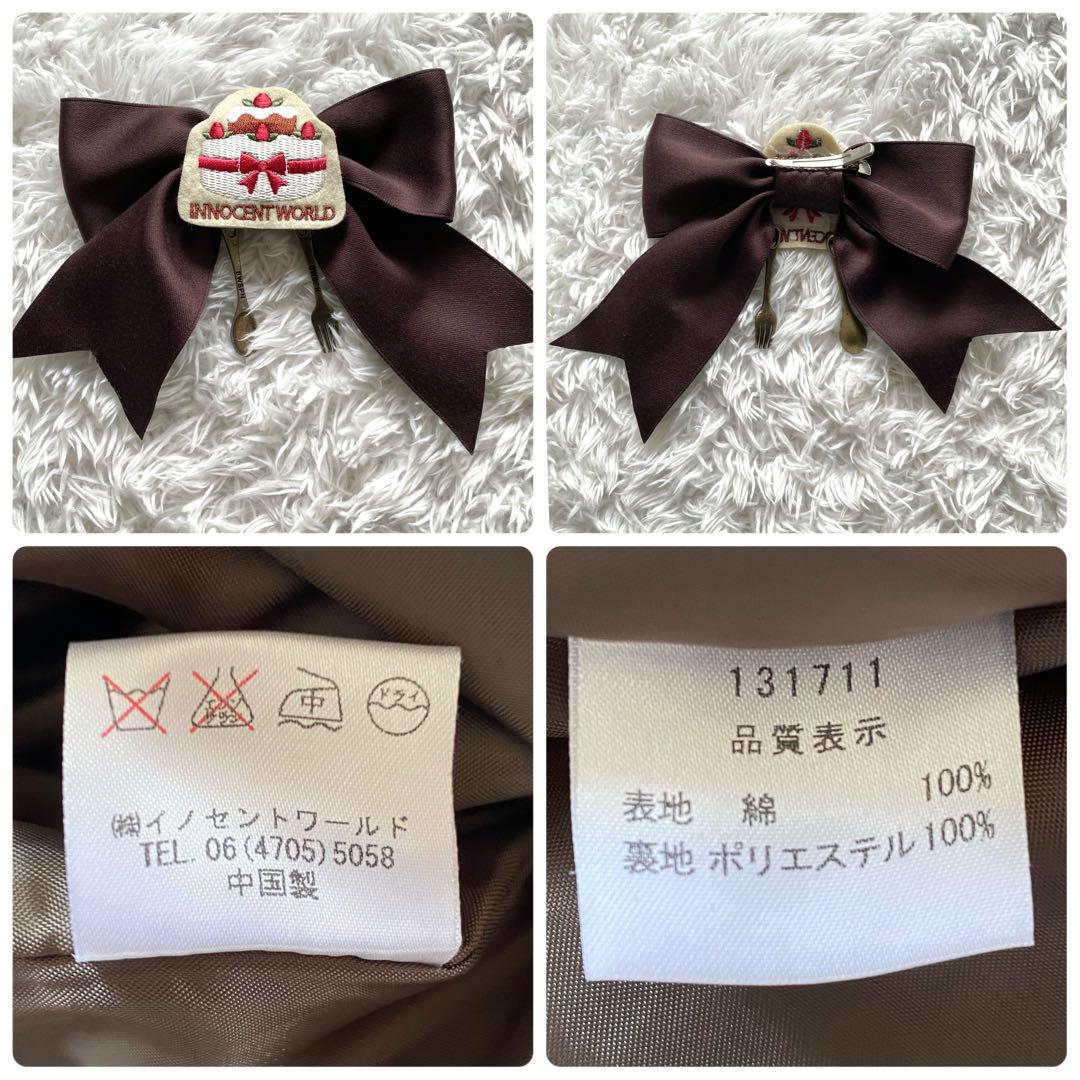 INNOCENT WORLD
㈱イノセントワールド
TEL. 06(4705)5058
中国製
中
ドライ
131711
品質表示
表地 綿 100%
裏地 ポリエステル100%